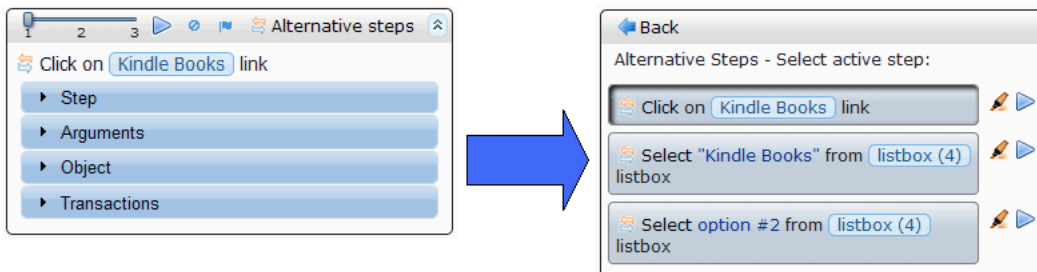 1 2 3 Alternative steps
Click on Kindle Books link
Step
Arguments
Object
Transactions
Back
Alternative Steps - Select active step:
Click on Kindle Books link
Select "Kindle Books" from listbox (4)
listbox
Select option #2 from listbox (4)
listbox